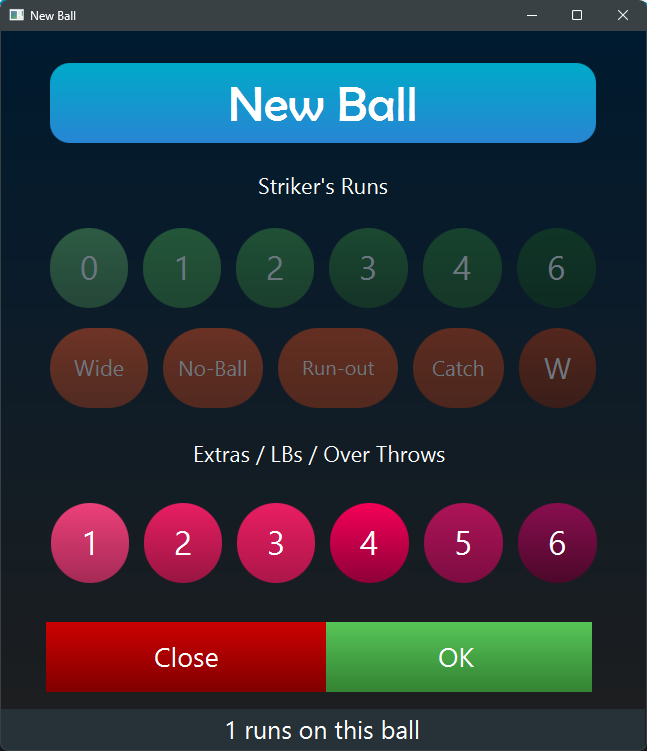 New Ball
New Ball
Striker's Runs
0 1 2 3 4 6
Wide No-Ball Run-out Catch W
Extras / LBs / Over Throws
1 2 3 4 5 6
Close OK
1 runs on this ball